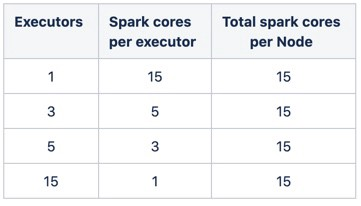 Executors Spark cores Total spark cores
per executor per Node
1 15 15
3 5 15
5 3 15
15 1 15